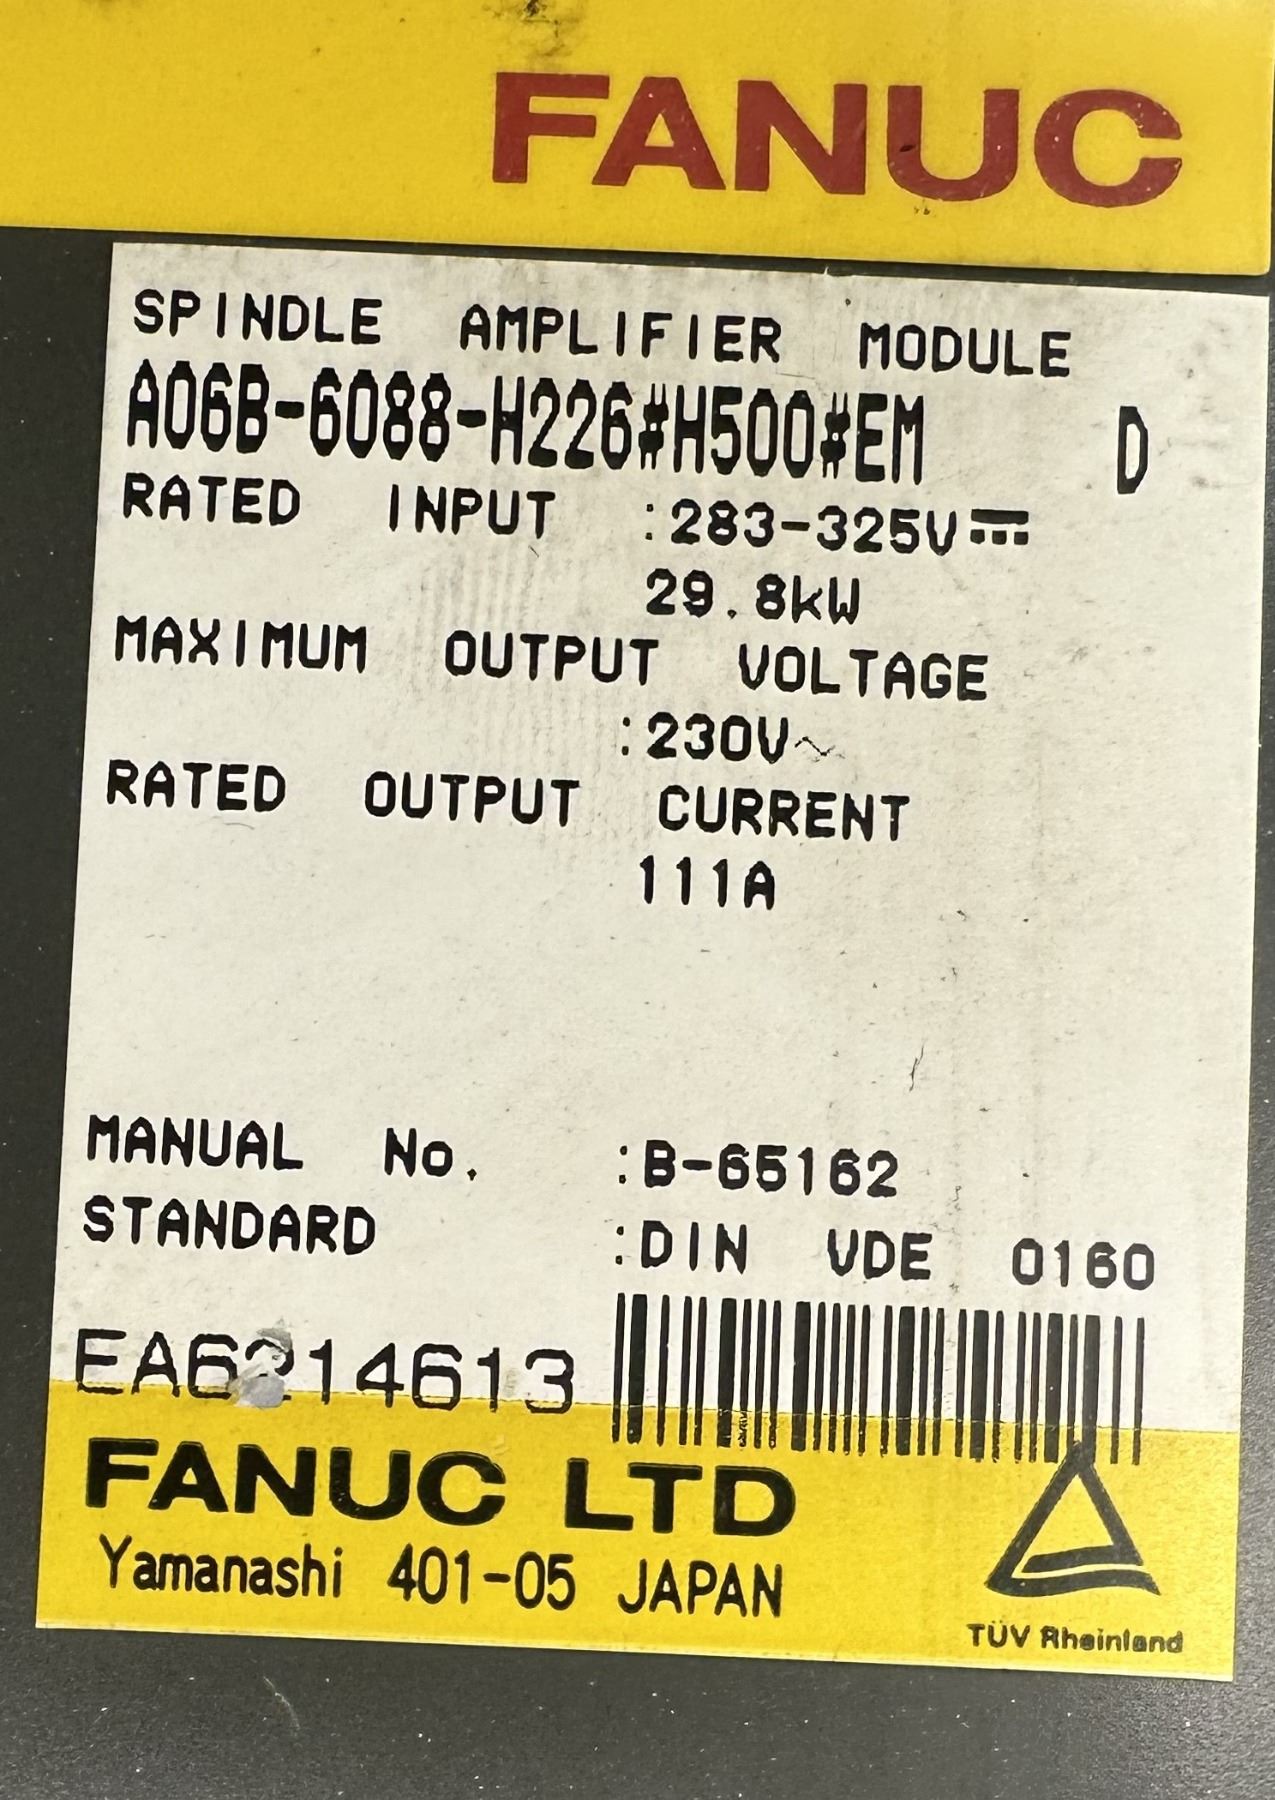 FANUC
SPINDLE AMPLIFIER MODULE
A06B-6088-H226#H500#EM D
RATED INPUT :283-325V⎓
29.8kW
MAXIMUM OUTPUT VOLTAGE
:230V~
RATED OUTPUT CURRENT
111A
MANUAL No. :B-65162
STANDARD :DIN VDE 0160
EA6214613
FANUC LTD
Yamanashi 401-05 JAPAN
TÜV Rheinland